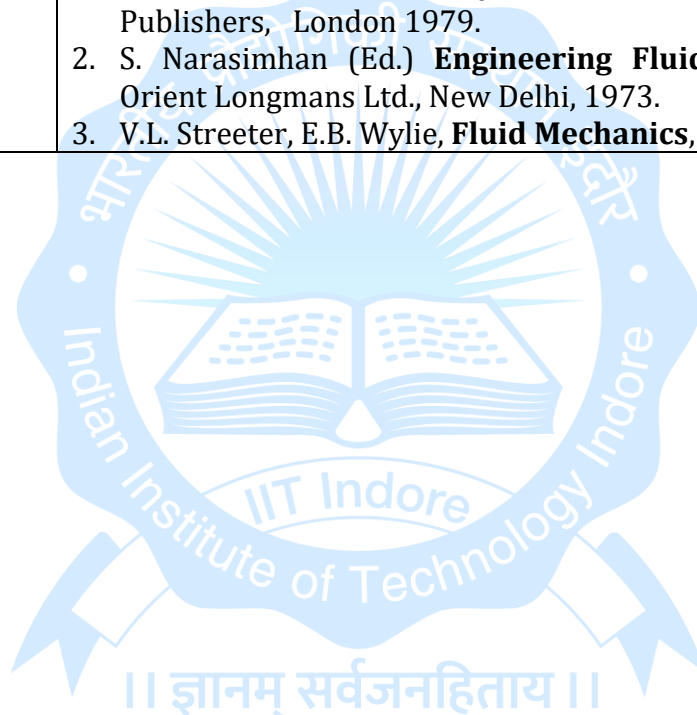 Publishers, London 1979.
2. S. Narasimhan (Ed.) Engineering Fluid
Orient Longmans Ltd., New Delhi, 1973.
3. V.L. Streeter, E.B. Wylie, Fluid Mechanics,
भारतीय प्रौद्योगिकी संस्थान इंदौर
Indian Institute of Technology Indore
IIT Indore
।। ज्ञानम् सर्वजनहिताय ।।